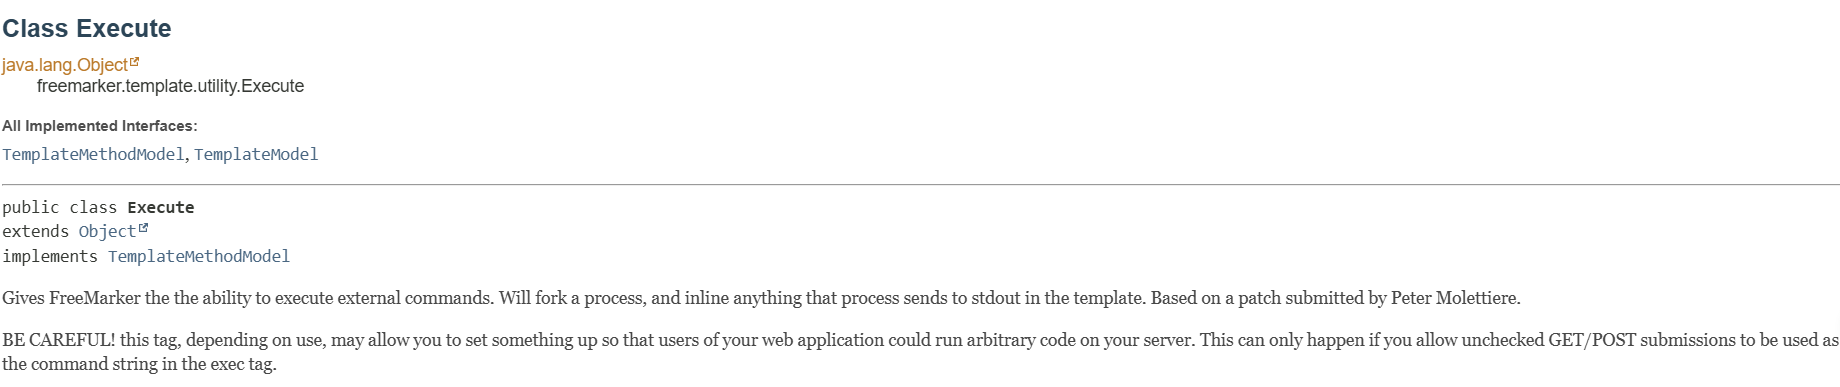 Class Execute
java.lang.Object
freemarker.template.utility.Execute
All Implemented Interfaces:
TemplateMethodModel, TemplateModel
public class Execute
extends Object
implements TemplateMethodModel
Gives FreeMarker the the ability to execute external commands. Will fork a process, and inline anything that process sends to stdout in the template. Based on a patch submitted by Peter Molettiere.
BE CAREFUL! this tag, depending on use, may allow you to set something up so that users of your web application could run arbitrary code on your server. This can only happen if you allow unchecked GET/POST submissions to be used as
the command string in the exec tag.